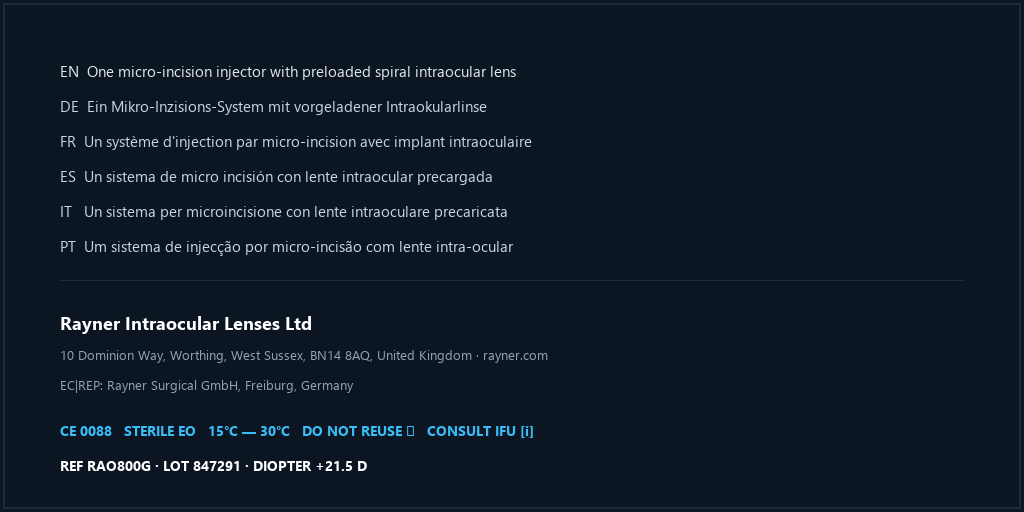 EN One micro-incision injector with preloaded spiral intraocular lens
DE Ein Mikro-Inzisions-System mit vorgeladener Intraokularlinse
FR Un système d'injection par micro-incision avec implant intraoculaire
ES Un sistema de micro incisión con lente intraocular precargada
IT Un sistema per microincisione con lente intraoculare precaricata
PT Um sistema de injecção por micro-incisão com lente intra-ocular
Rayner Intraocular Lenses Ltd
10 Dominion Way, Worthing, West Sussex, BN14 8AQ, United Kingdom · rayner.com
EC|REP: Rayner Surgical GmbH, Freiburg, Germany
CE 0088 STERILE EO 15°C — 30°C DO NOT REUSE CONSULT IFU [i]
REF RAO800G · LOT 847291 · DIOPTER +21.5 D